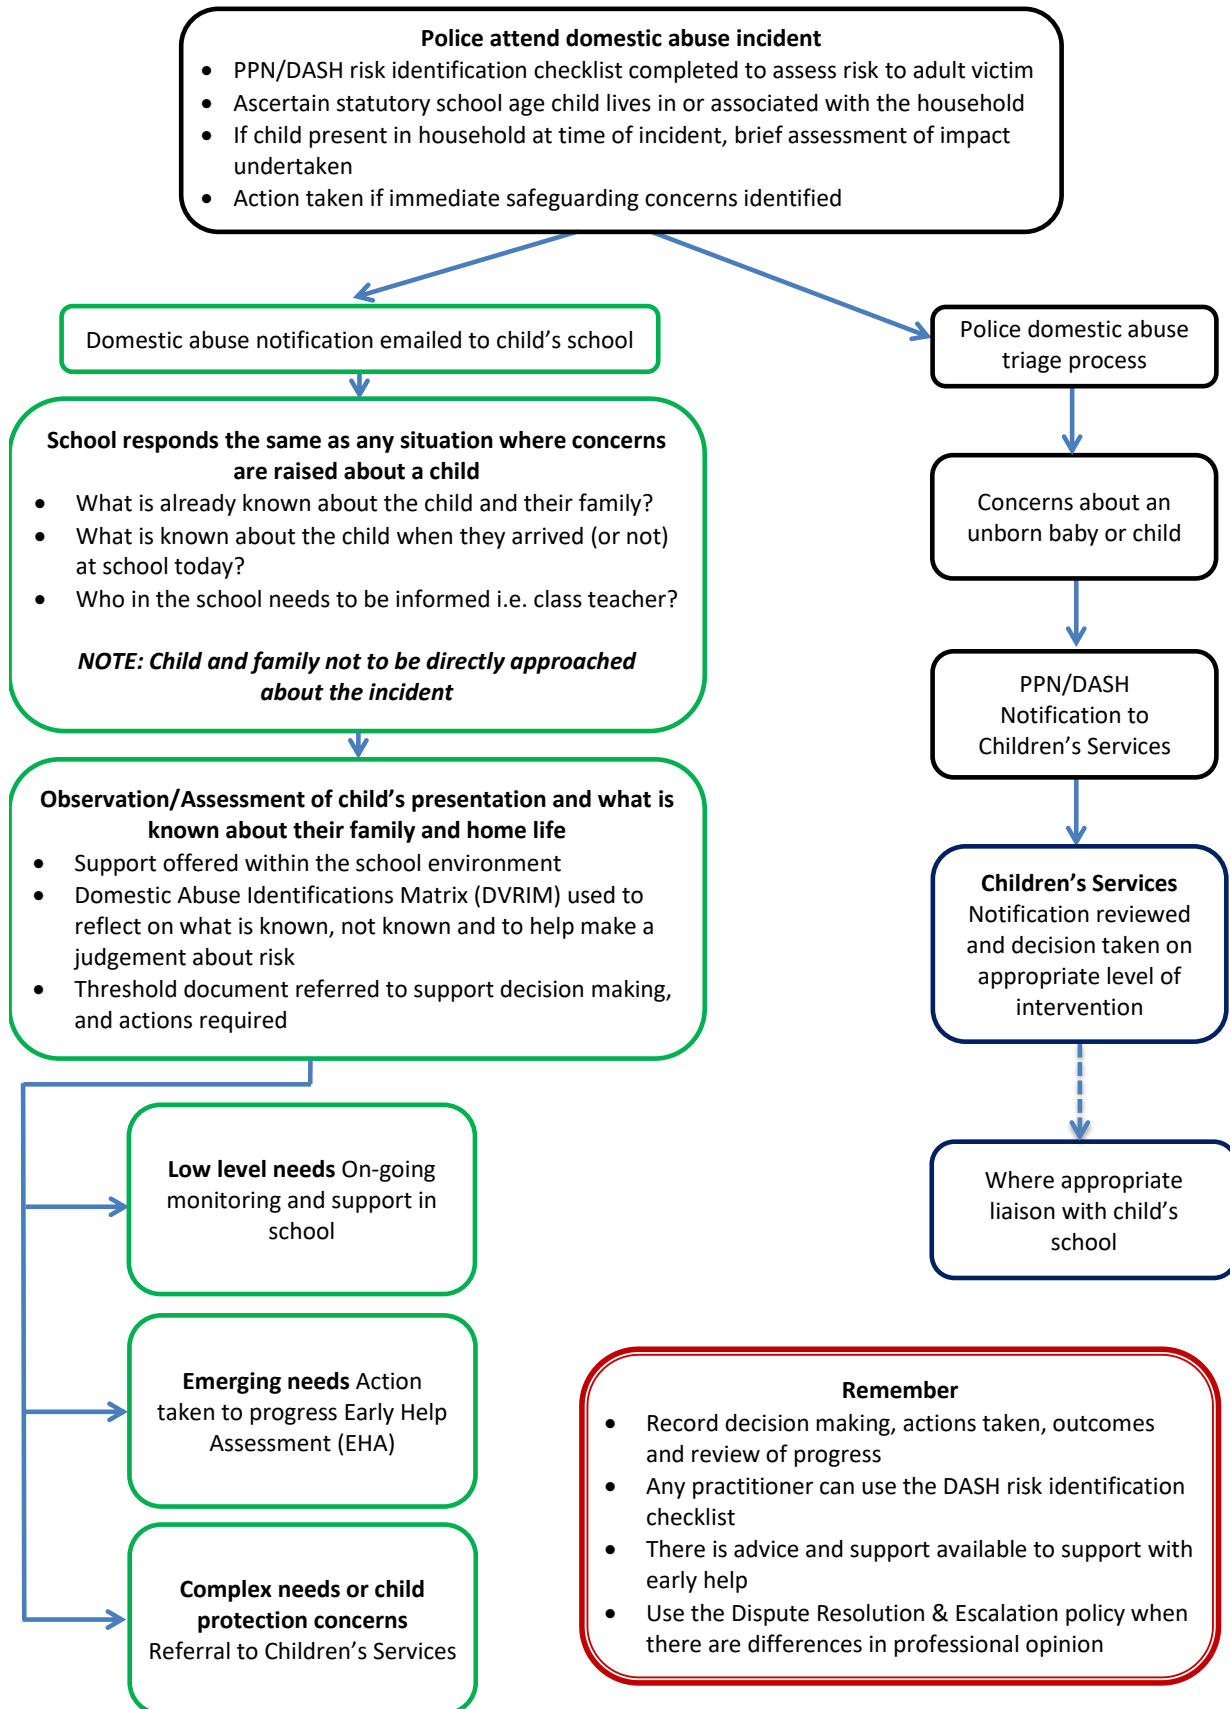 Police attend domestic abuse incident
• PPN/DASH risk identification checklist completed to assess risk to adult victim
• Ascertain statutory school age child lives in or associated with the household
• If child present in household at time of incident, brief assessment of impact
undertaken
• Action taken if immediate safeguarding concerns identified
Domestic abuse notification emailed to child’s school
School responds the same as any situation where concerns
are raised about a child
• What is already known about the child and their family?
• What is known about the child when they arrived (or not)
at school today?
• Who in the school needs to be informed i.e. class teacher?
NOTE: Child and family not to be directly approached
about the incident
Observation/Assessment of child’s presentation and what is
known about their family and home life
• Support offered within the school environment
• Domestic Abuse Identifications Matrix (DVRIM) used to
reflect on what is known, not known and to help make a
judgement about risk
• Threshold document referred to support decision making,
and actions required
Low level needs On-going
monitoring and support in
school
Emerging needs Action
taken to progress Early Help
Assessment (EHA)
Complex needs or child
protection concerns
Referral to Children’s Services
Police domestic abuse
triage process
Concerns about an
unborn baby or child
PPN/DASH
Notification to
Children’s Services
Children’s Services
Notification reviewed
and decision taken on
appropriate level of
intervention
Where appropriate
liaison with child’s
school
Remember
• Record decision making, actions taken, outcomes
and review of progress
• Any practitioner can use the DASH risk identification
checklist
• There is advice and support available to support with
early help
• Use the Dispute Resolution & Escalation policy when
there are differences in professional opinion